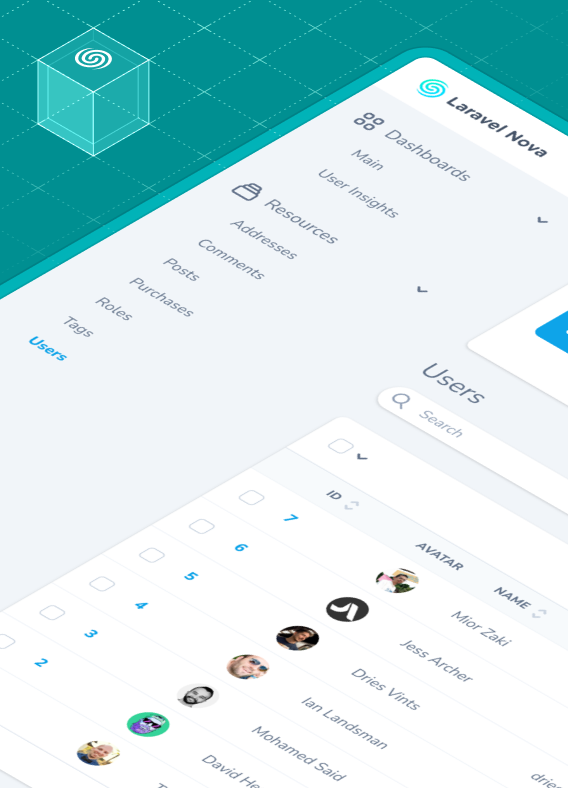 Laravel Nova
Dashboards
Main
User Insights
Resources
Addresses
Comments
Posts
Purchases
Roles
Tags
Users
Users
Search
ID
AVATAR
NAME
7
Mior Zaki
6
Jess Archer
5
Dries Vints
4
Ian Landsman
3
Mohamed Said
2
David He
drie